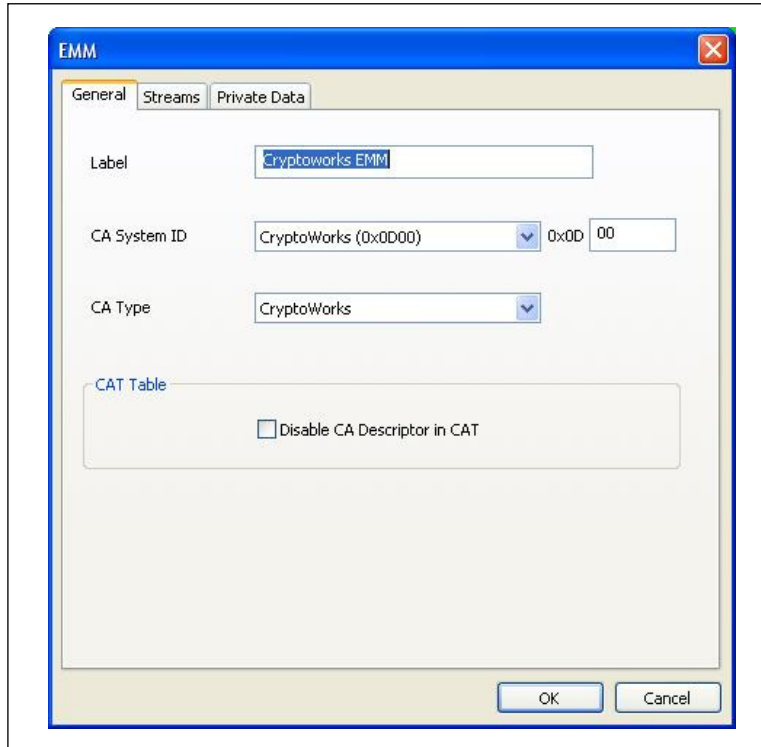 EMM
General Streams Private Data
Label Cryptoworks EMM
CA System ID CryptoWorks (0x0D00) 0x0D 00
CA Type CryptoWorks
CAT Table
Disable CA Descriptor in CAT
OK Cancel